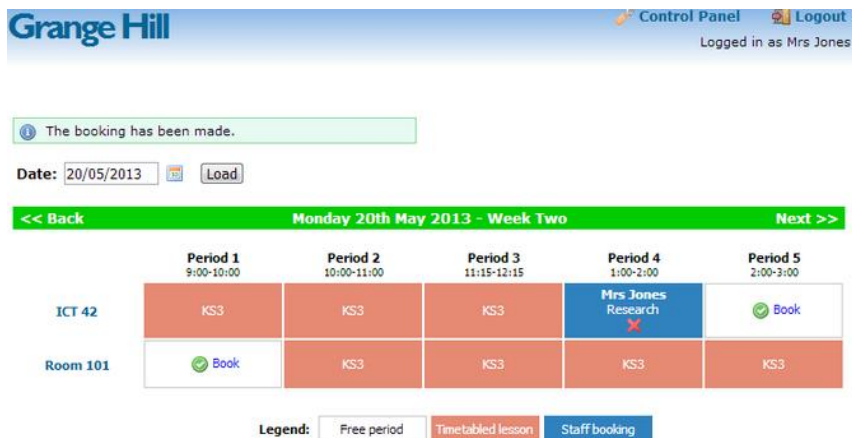 Grange Hill
Control Panel Logout
Logged in as Mrs Jones
The booking has been made.
Date: 20/05/2013 Load
<< Back Monday 20th May 2013 - Week Two Next >>
Period 1 Period 2 Period 3 Period 4 Period 5
9:00-10:00 10:00-11:00 11:15-12:15 1:00-2:00 2:00-3:00
ICT 42 KS3 KS3 KS3 Mrs Jones Research Book
Room 101 Book KS3 KS3 KS3 KS3
Legend: Free period Timetabled lesson Staff booking